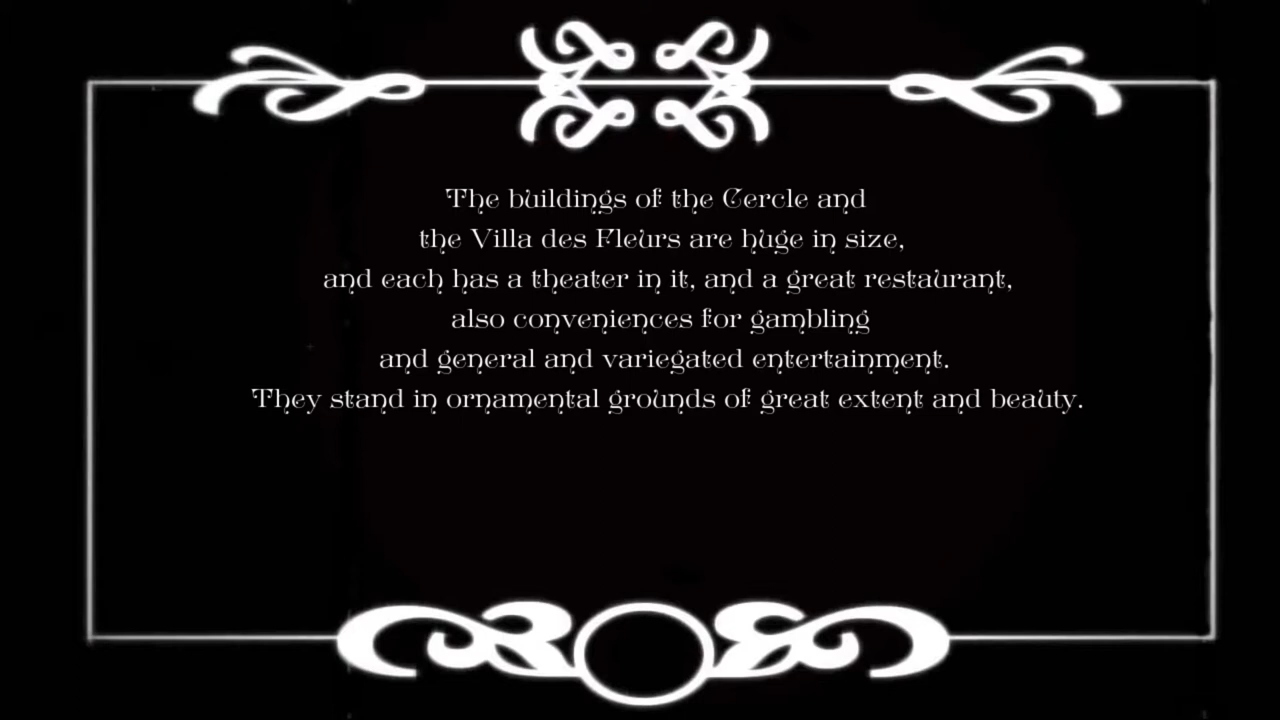 The buildings of the Cercle and
the Villa des Fleurs are huge in size,
and each has a theater in it, and a great restaurant,
also conveniences for gambling
and general and variegated entertainment.
They stand in ornamental grounds of great extent and beauty.